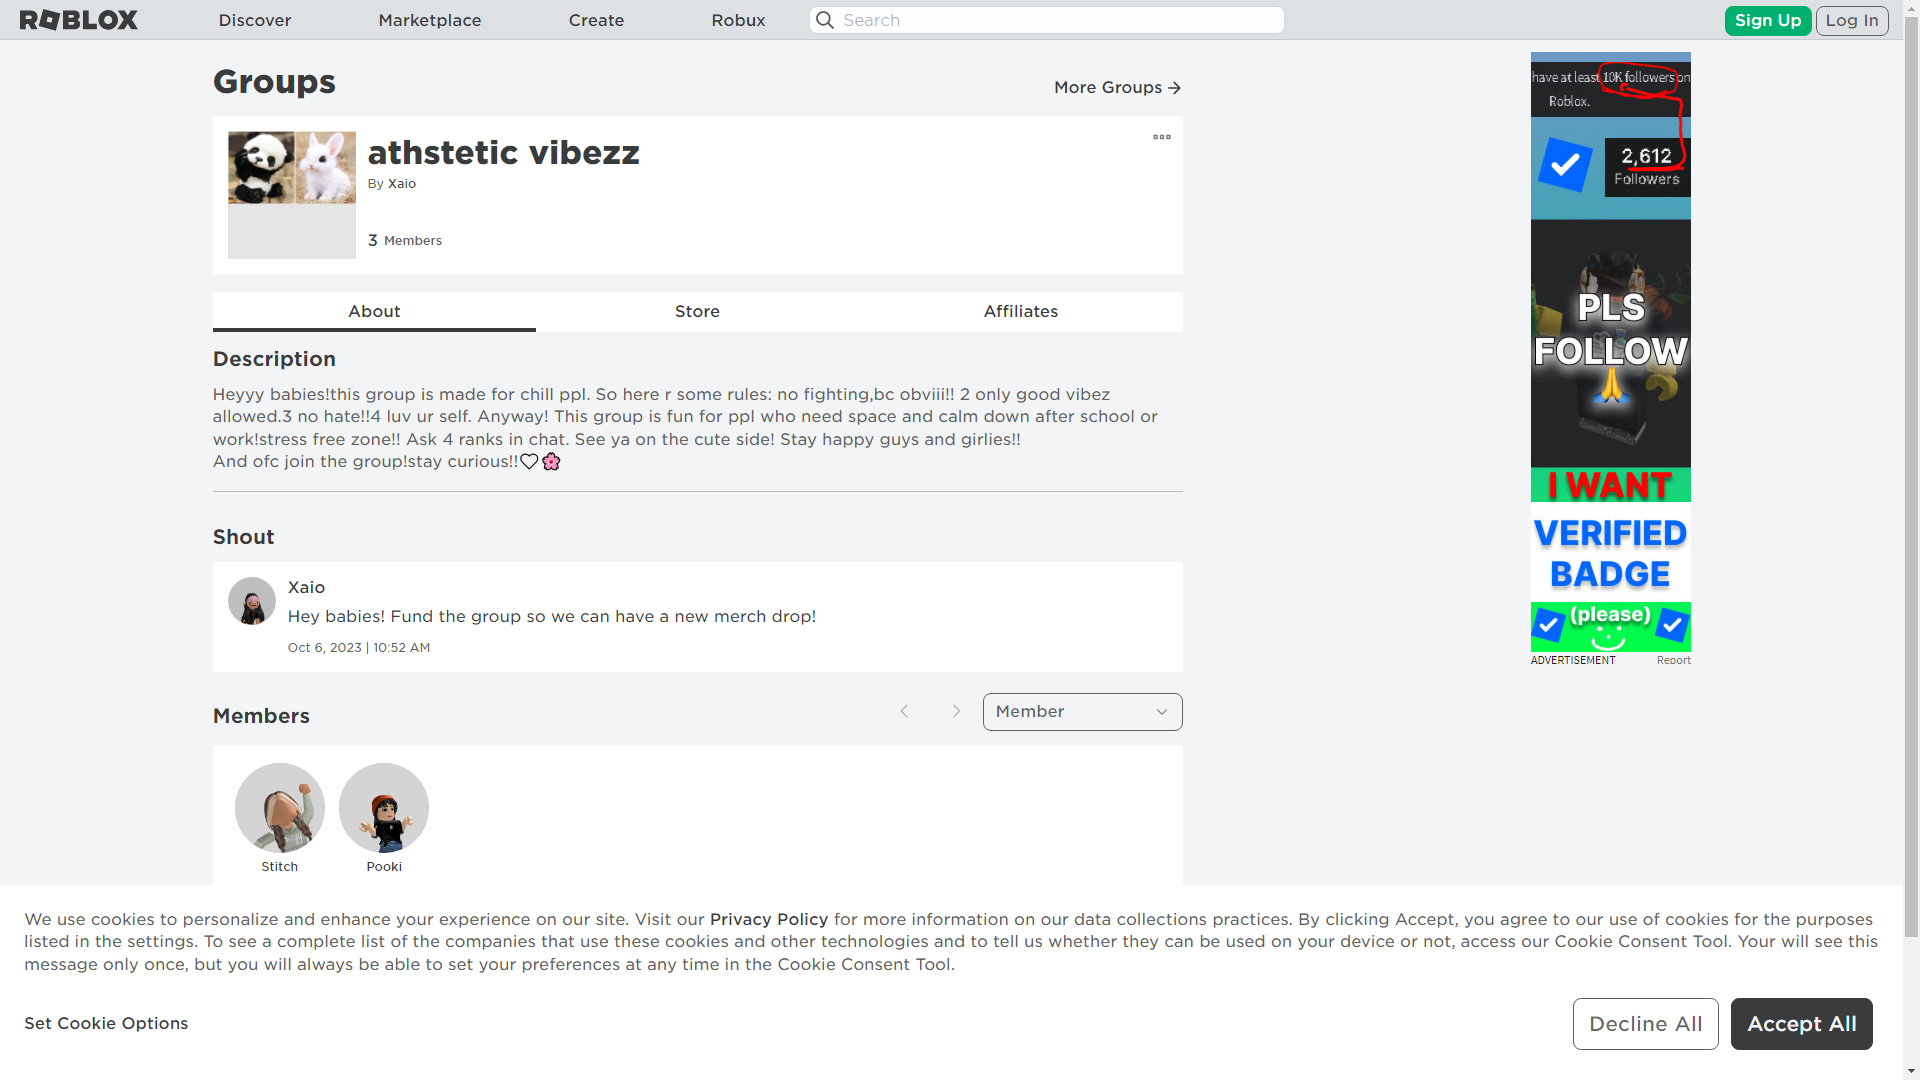 ROBLOX
Discover
Marketplace
Create
Robux
Search
Sign Up
Log In
Groups
More Groups
athstetic vibezz
By Xaio
3 Members
About
Store
Affiliates
Description
Heyyy babies!this group is made for chill ppl. So here r some rules: no fighting,bc obviii!! 2 only good vibez
allowed.3 no hate!!4 luv ur self. Anyway! This group is fun for ppl who need space and calm down after school or
work!stress free zone!! Ask 4 ranks in chat. See ya on the cute side! Stay happy guys and girlies!!
And ofc join the group!stay curious!!♡🌸
Shout
Xaio
Hey babies! Fund the group so we can have a new merch drop!
Oct 6, 2023 | 10:52 AM
Members
Member
Stitch
Pooki
have at least 10K followers on
Roblox.
2,612
Followers
PLS
FOLLOW
🙏
I WANT
VERIFIED
BADGE
(please)
ADVERTISEMENT
Report
We use cookies to personalize and enhance your experience on our site. Visit our Privacy Policy for more information on our data collections practices. By clicking Accept, you agree to our use of cookies for the purposes
listed in the settings. To see a complete list of the companies that use these cookies and other technologies and to tell us whether they can be used on your device or not, access our Cookie Consent Tool. Your will see this
message only once, but you will always be able to set your preferences at any time in the Cookie Consent Tool.
Set Cookie Options
Decline All
Accept All